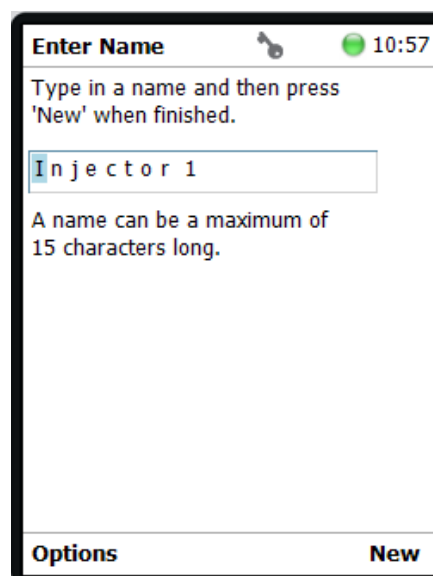 Enter Name 10:57
Type in a name and then press
'New' when finished.
Injector 1
A name can be a maximum of
15 characters long.
Options New